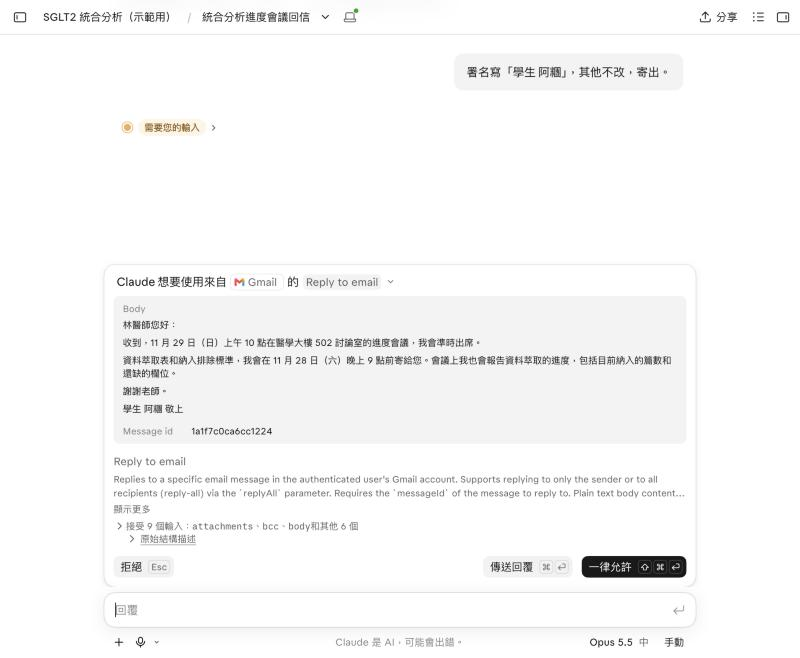 SGLT2 統合分析（示範用） / 統合分析進度會議回信
分享
署名寫「學生 阿糰」，其他不改，寄出。
需要您的輸入
Claude 想要使用來自 Gmail 的 Reply to email
Body
林醫師您好：
收到，11 月 29 日（日）上午 10 點在醫學大樓 502 討論室的進度會議，我會準時出席。
資料萃取表和納入排除標準，我會在 11 月 28 日（六）晚上 9 點前寄給您。會議上我也會報告資料萃取的進度，包括目前納入的篇數和
還缺的欄位。
謝謝老師。
學生 阿糰 敬上
Message id 1a1f7c0ca6cc1224
Reply to email
Replies to a specific email message in the authenticated user's Gmail account. Supports replying to only the sender or to all
recipients (reply-all) via the `replyAll` parameter. Requires the `messageId` of the message to reply to. Plain text body content...
顯示更多
接受 9 個輸入：attachments、bcc、body和其他 6 個
原始結構描述
拒絕 Esc
傳送回覆 ⌘ ⏎
一律允許 ⇧ ⌘ ⏎
回覆
Claude 是 AI，可能會出錯。
Opus 5.5 中 手動